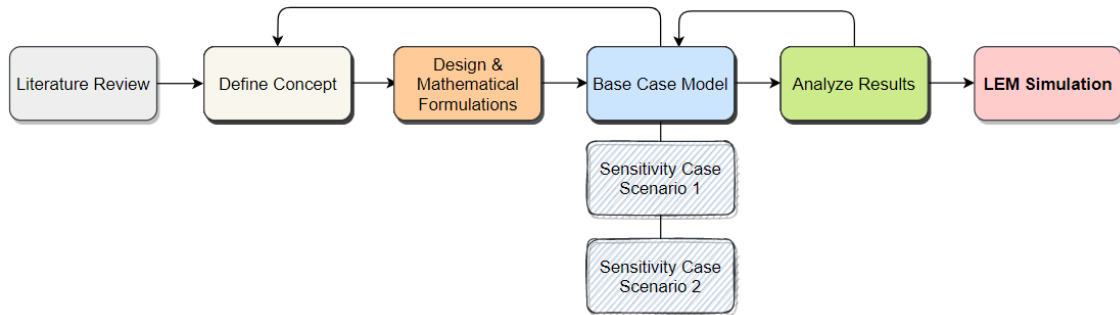 Literature Review
Define Concept
Design &
Mathematical
Formulations
Base Case Model
Analyze Results
LEM Simulation
Sensitivity Case
Scenario 1
Sensitivity Case
Scenario 2